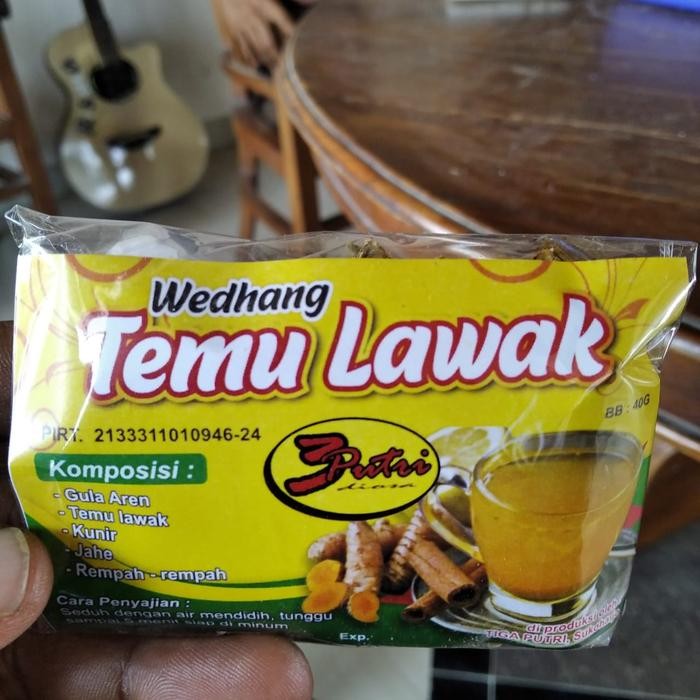 Wedhang
Temu Lawak
BB : 40G
PIRT. 2133311010946-24
3 Putri
diosa
Komposisi :
- Gula Aren
- Temu lawak
- Kunir
- Jahe
- Rempah - rempah
Cara Penyajian :
Seduh dengan air mendidih, tunggu
sampai 5 menit siap di minum
Exp.
di produksi oleh
TIGA PUTRI,